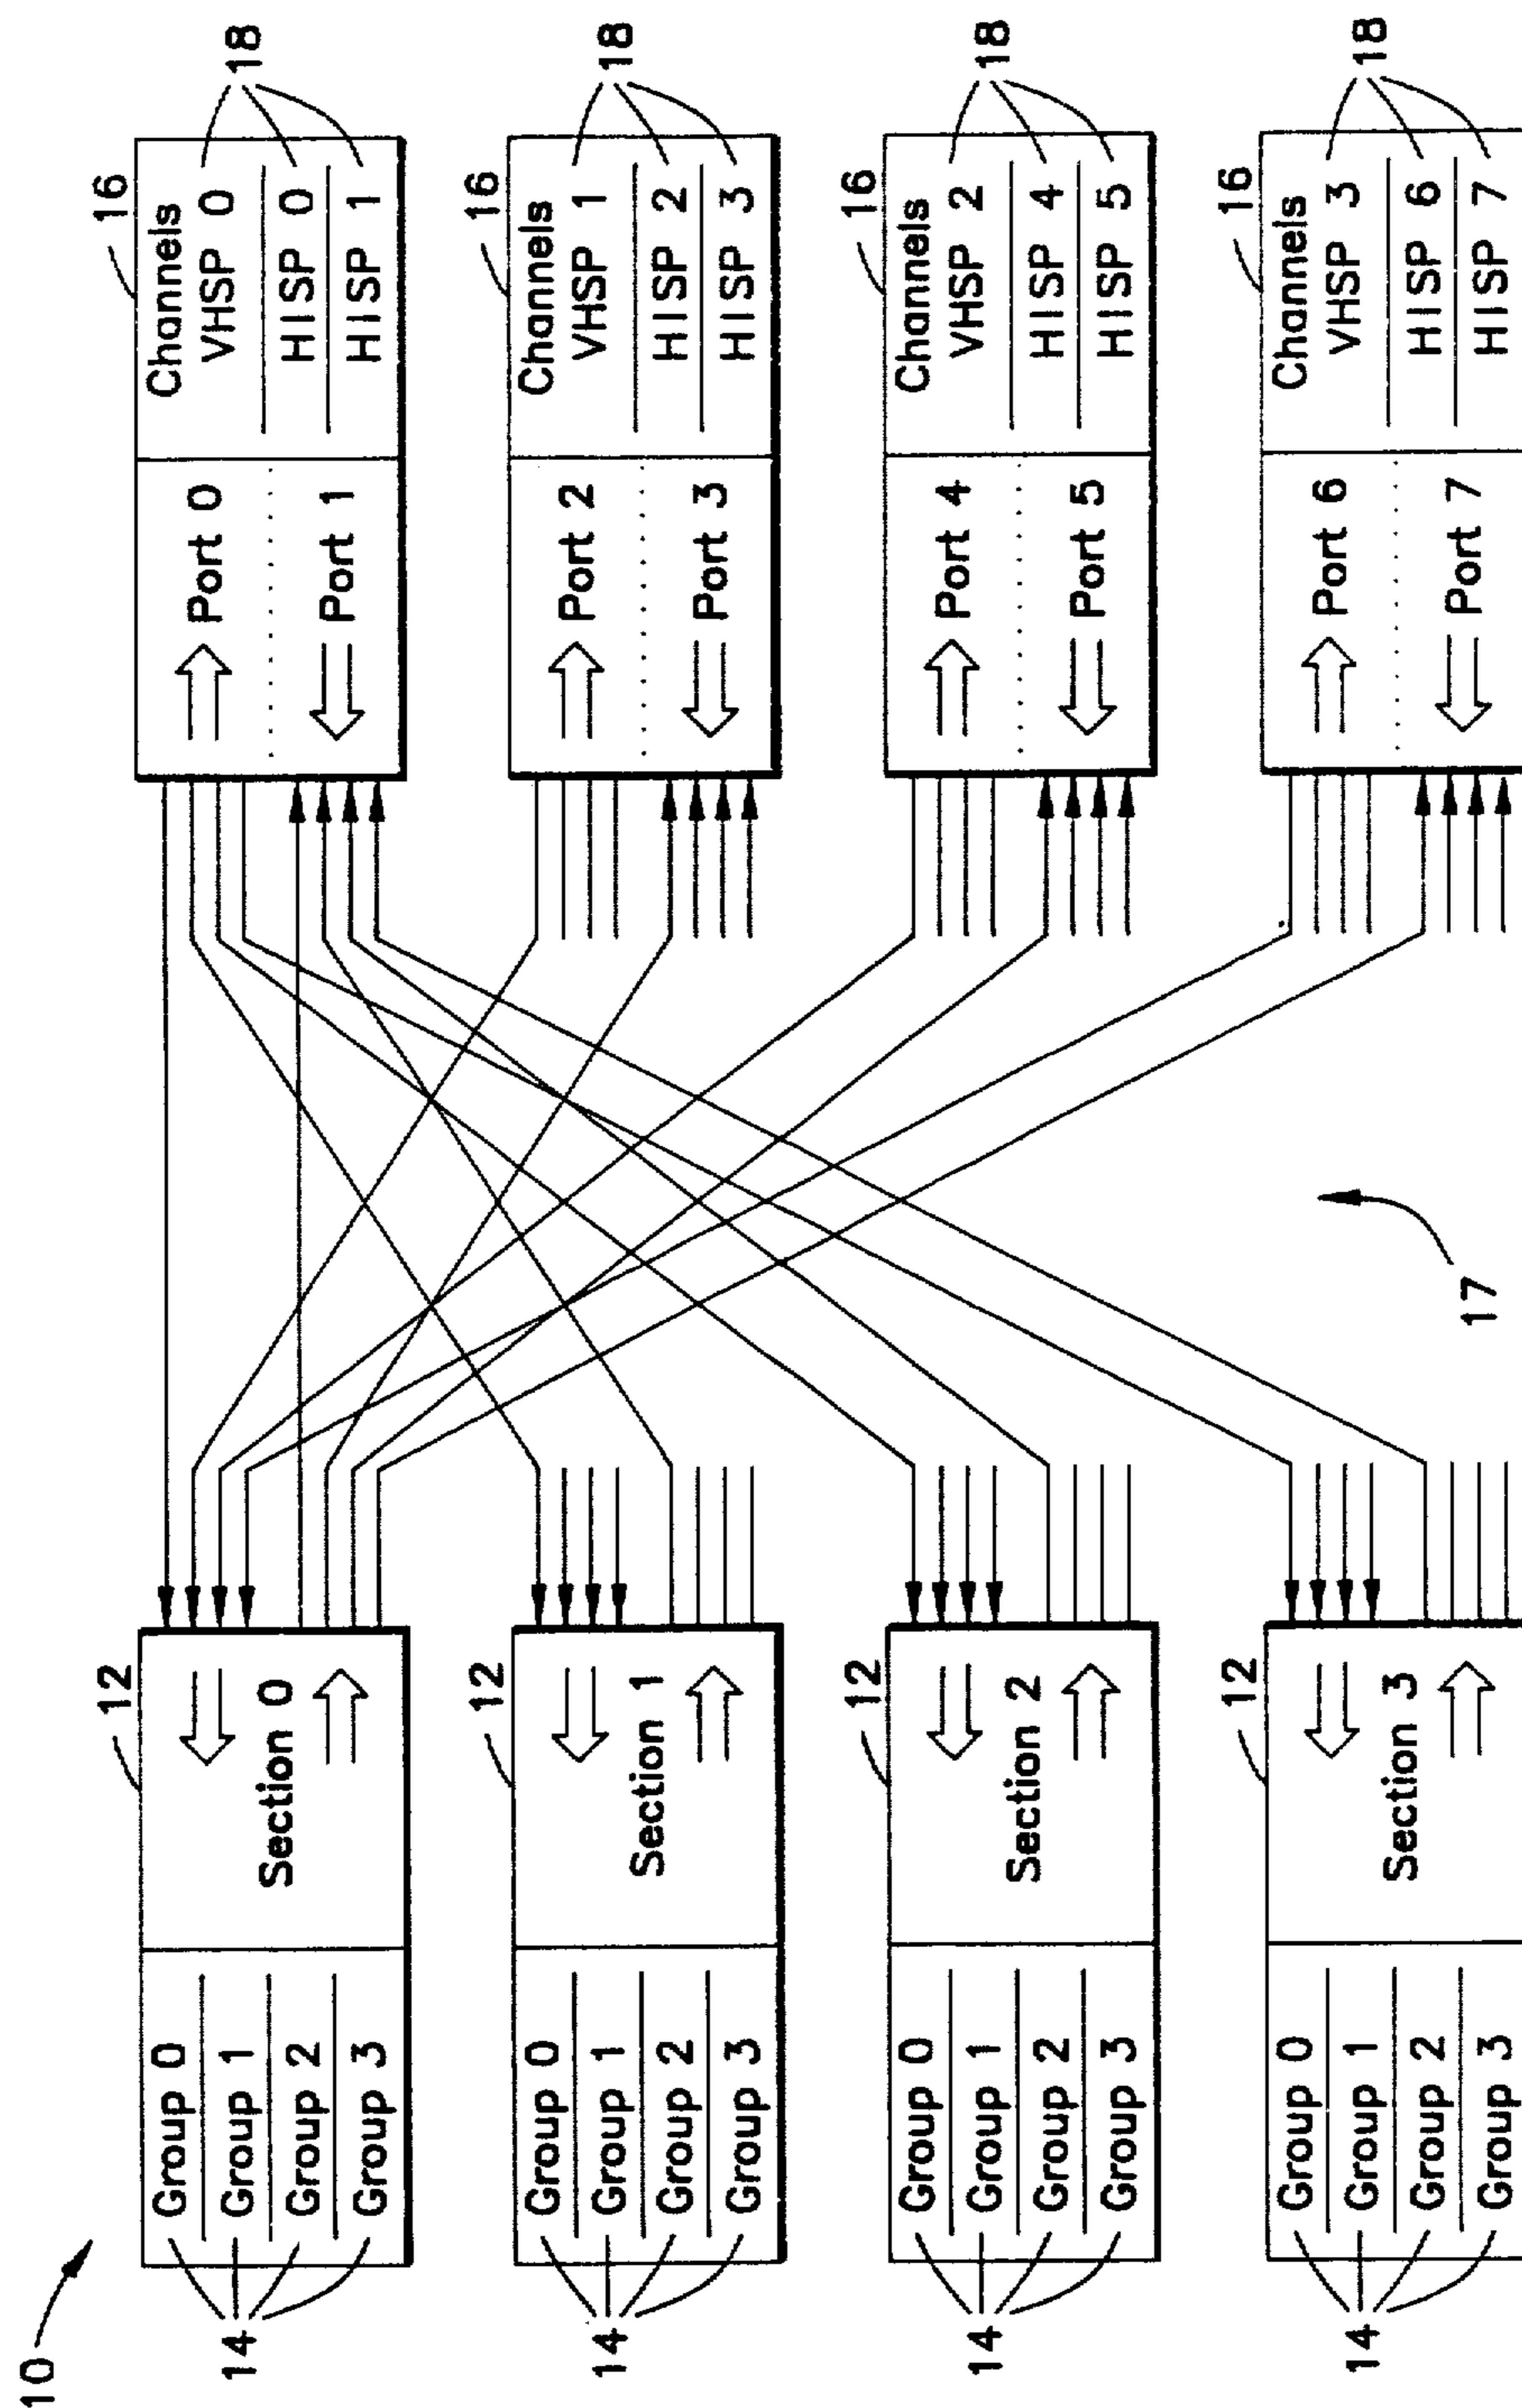 10
12
Group 0
Group 1
Group 2
Group 3
Section 0
14
16
Port 0
Port 1
Channels
VHSP 0
HISP 0
HISP 1
18
12
Group 0
Group 1
Group 2
Group 3
Section 1
14
16
Port 2
Port 3
Channels
VHSP 1
HISP 2
HISP 3
18
12
Group 0
Group 1
Group 2
Group 3
Section 2
14
16
Port 4
Port 5
Channels
VHSP 2
HISP 4
HISP 5
18
12
Group 0
Group 1
Group 2
Group 3
Section 3
14
16
Port 6
Port 7
Channels
VHSP 3
HISP 6
HISP 7
18
17